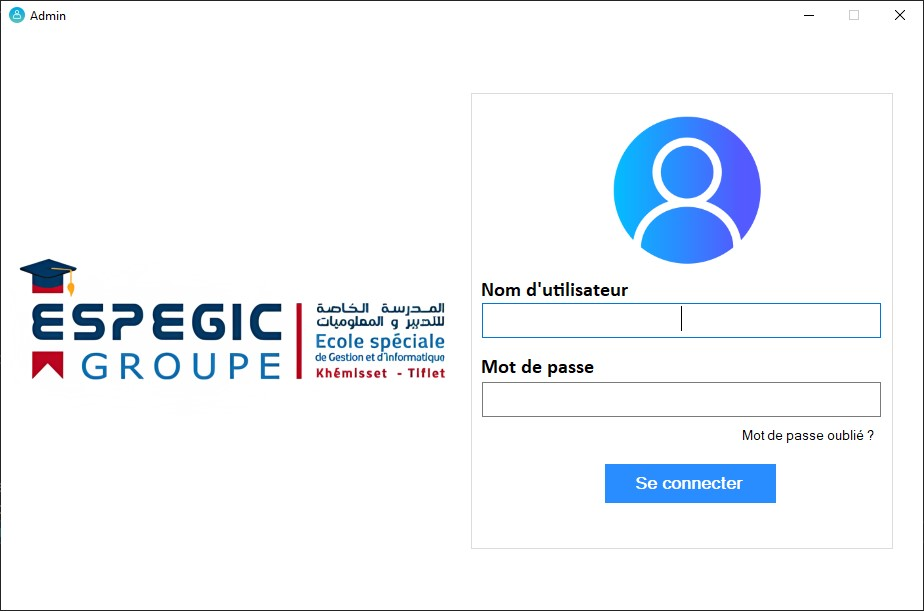 Admin
ESPEGIC
GROUPE
المدرسة الخاصة
للتدبير و المعلوميات
Ecole spéciale
de Gestion et d'Informatique
Khémisset - Tiflet
Nom d'utilisateur
Mot de passe
Mot de passe oublié ?
Se connecter